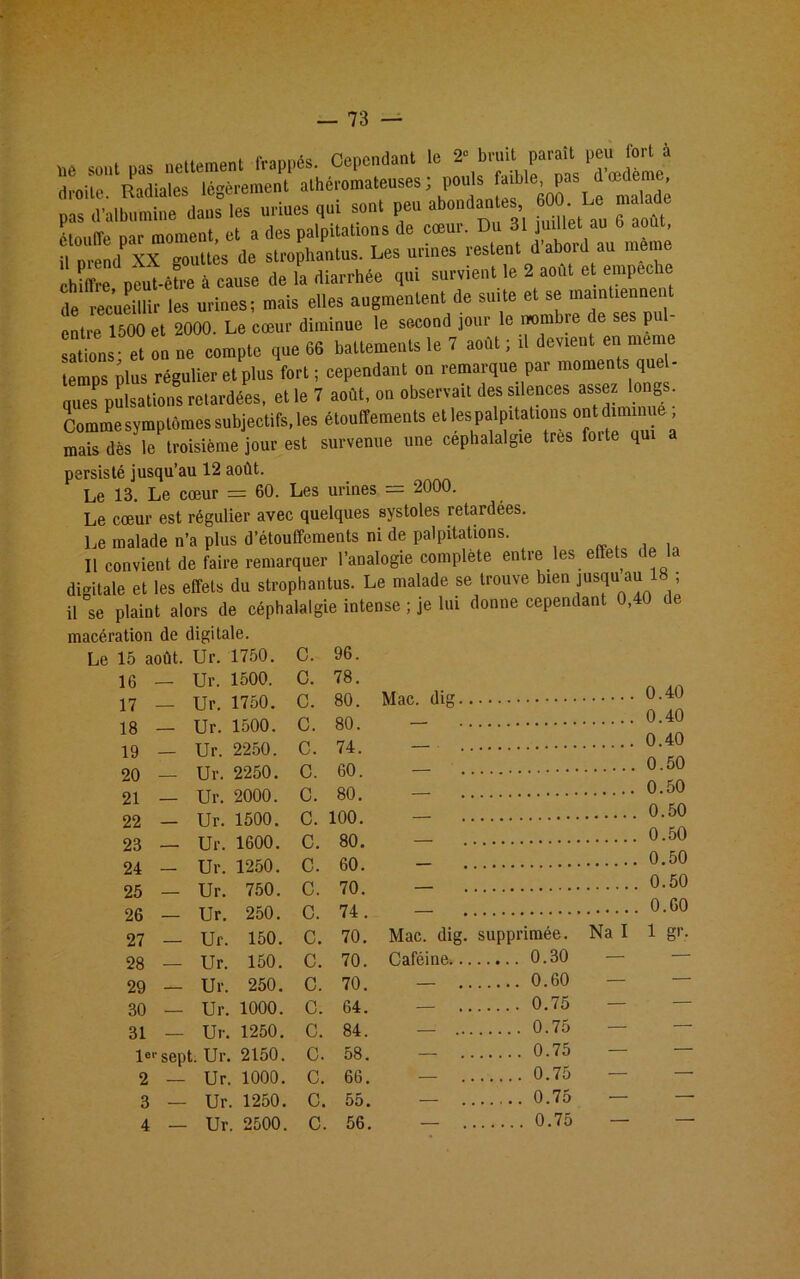 — 73 —
ne sont pas nettement frappés. Cependant le 2e bruit paraît peu fort à
droite. Radiales légèrement athéromateuses; pouls faible, pas d'œdème,
pas d'albumine dans les urines qui sont peu abondantes, 600. Le malade
étouffe par moment, et a des palpitations de cœur. Du 31 juillet au 6 août,
il prend XX gouttes de strophantus. Les urines restent d'abord au même
chiffre, peut-être à cause de la diarrhée qui survient le 2 août et empêche
de recueillir les urines; mais elles augmentent de suite et se maintiennent
entre 1500 et 2000. Le cœur diminue le second jour le nombre de ses pul-
sations; et on ne compte que 66 battements le 7 août; il devient en même
temps plus régulier et plus fort; cependant on remarque par moments quel-
ques pulsations retardées, et le 7 août, on observait des silences assez longs.
Comme symptômes subjectifs, les étouffements et les palpitations ont diminué;
mais dès le troisième jour est survenue une céphalalgie très forte qui a
persisté jusqu'au 12 août.
Le 13. Le cœur = 60. Les urines = 2000.
Le cœur est régulier avec quelques systoles retardées.
Le malade n'a plus d'étouffements ni de palpitations.
Il convient de faire remarquer l'analogie complète entre les effets de la
digitale et les effets du strophantus. Le malade se trouve bien jusqu'au 18;
il se plaint alors de céphalalgie intense; je lui donne cependant 0,40 de
macération de digitale.
Le 15 août. Ur. 1750. C. 96.
16 — Ur. 1500. C. 78.
17 — Ur. 1750. C. 80. Mac. dig. 0.40
18 — Ur. 1500. C. 80. — 0.40
19 — Ur. 2250. C. 74. — 0.40
20 — Ur. 2250. C. 60. — 0.50
21 — Ur. 2000. C. 80. — 0.50
22 — Ur. 1500. C. 100. — 0.50
23 — Ur. 1600. C. 80. — 0.50
24 — Ur. 1250. C. 60. — 0.50
25 — Ur. 750. C. 70. — 0.50
26 — Ur. 250. C. 74. — 0.60
27 — Ur. 150. C. 70. Mac. dig. supprimée. Na I 1 gr.
28 — Ur. 150. C. 70. Caféine. 0.30 — —
29 — Ur. 250. C. 70. — 0.60 — —
30 — Ur. 1000. C. 64. — 0.75 — —
31 — Ur. 1250. C. 84. — 0.75 — —
1er sept. Ur. 2150. C. 58. — 0.75 — —
2 — Ur. 1000. C. 66. — 0.75 — —
3 — Ur. 1250. C. 55. — 0.75 — —
4 — Ur. 2500. C. 56. — 0.75 — —